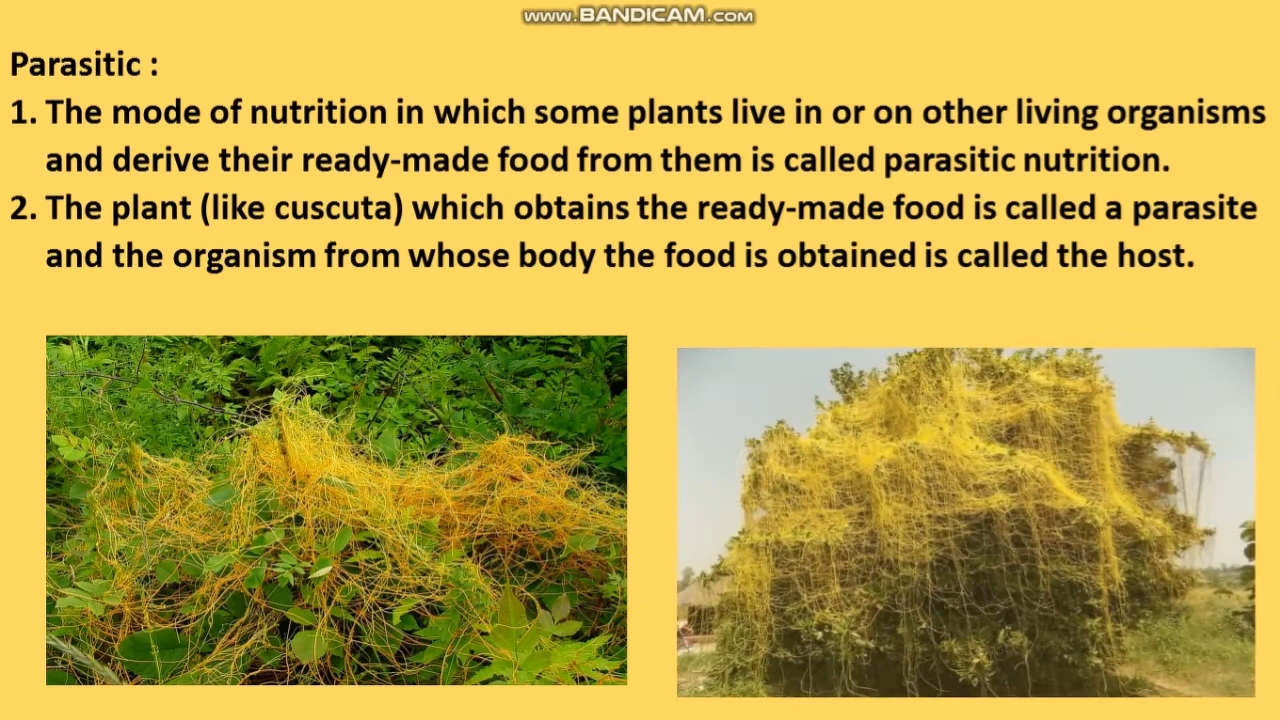 www.BANDICAM.com
Parasitic :
1. The mode of nutrition in which some plants live in or on other living organisms
and derive their ready-made food from them is called parasitic nutrition.
2. The plant (like cuscuta) which obtains the ready-made food is called a parasite
and the organism from whose body the food is obtained is called the host.